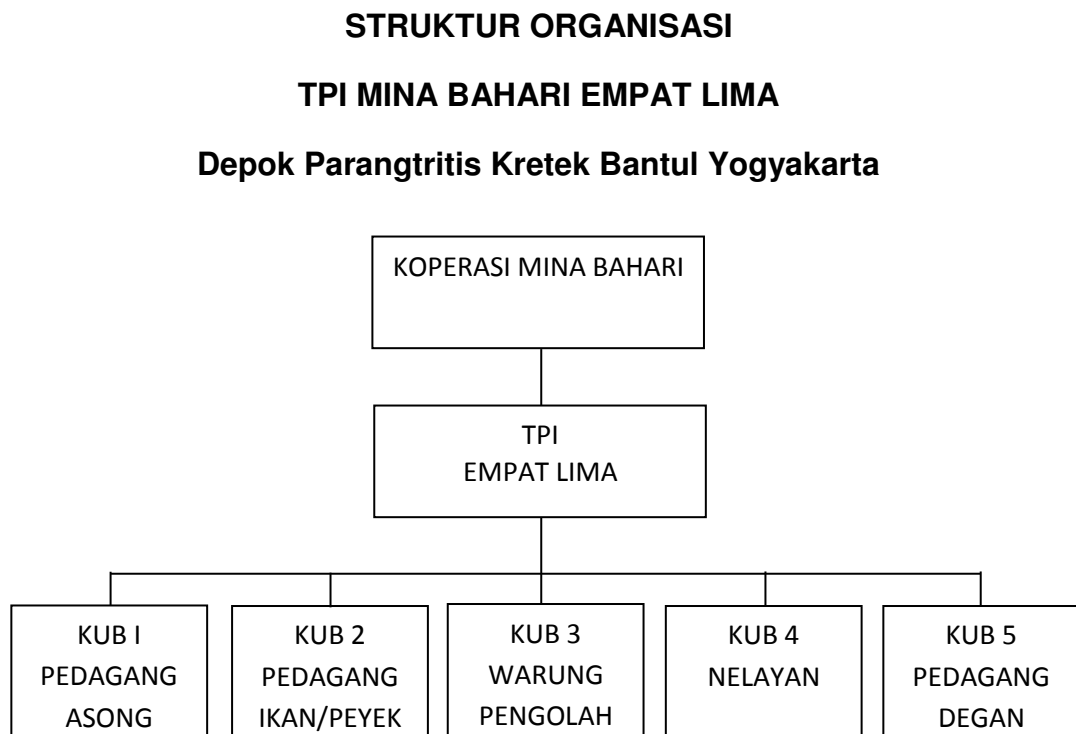 STRUKTUR ORGANISASI
TPI MINA BAHARI EMPAT LIMA
Depok Parangtritis Kretek Bantul Yogyakarta
KOPERASI MINA BAHARI
TPI
EMPAT LIMA
KUB I
PEDAGANG
ASONG
KUB 2
PEDAGANG
IKAN/PEYEK
KUB 3
WARUNG
PENGOLAH
KUB 4
NELAYAN
KUB 5
PEDAGANG
DEGAN